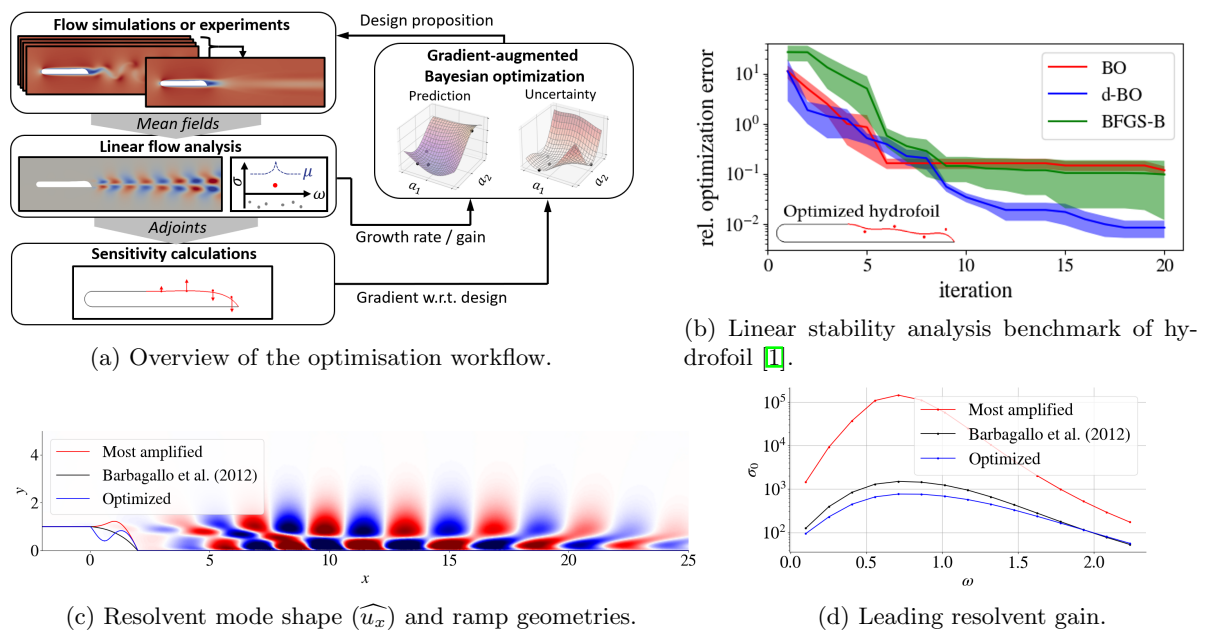 Flow simulations or experiments
Mean fields
Linear flow analysis
σ
μ
ω
Adjoints
Sensitivity calculations
Design proposition
Gradient-augmented
Bayesian optimization
Prediction
Uncertainty
α₁
α₂
α₁
α₂
Growth rate / gain
Gradient w.r.t. design
(a) Overview of the optimisation workflow.
rel. optimization error
10¹
10⁰
10⁻¹
10⁻²
BO
d-BO
BFGS-B
Optimized hydrofoil
0 5 10 15 20
iteration
(b) Linear stability analysis benchmark of hy-
drofoil [1].
y
4
2
0
Most amplified
Barbagallo et al. (2012)
Optimized
0 5 10 15 20 25
x
(c) Resolvent mode shape (û_x) and ramp geometries.
σ₀
10⁵
10⁴
10³
10²
Most amplified
Barbagallo et al. (2012)
Optimized
0.0 0.5 1.0 1.5 2.0
ω
(d) Leading resolvent gain.